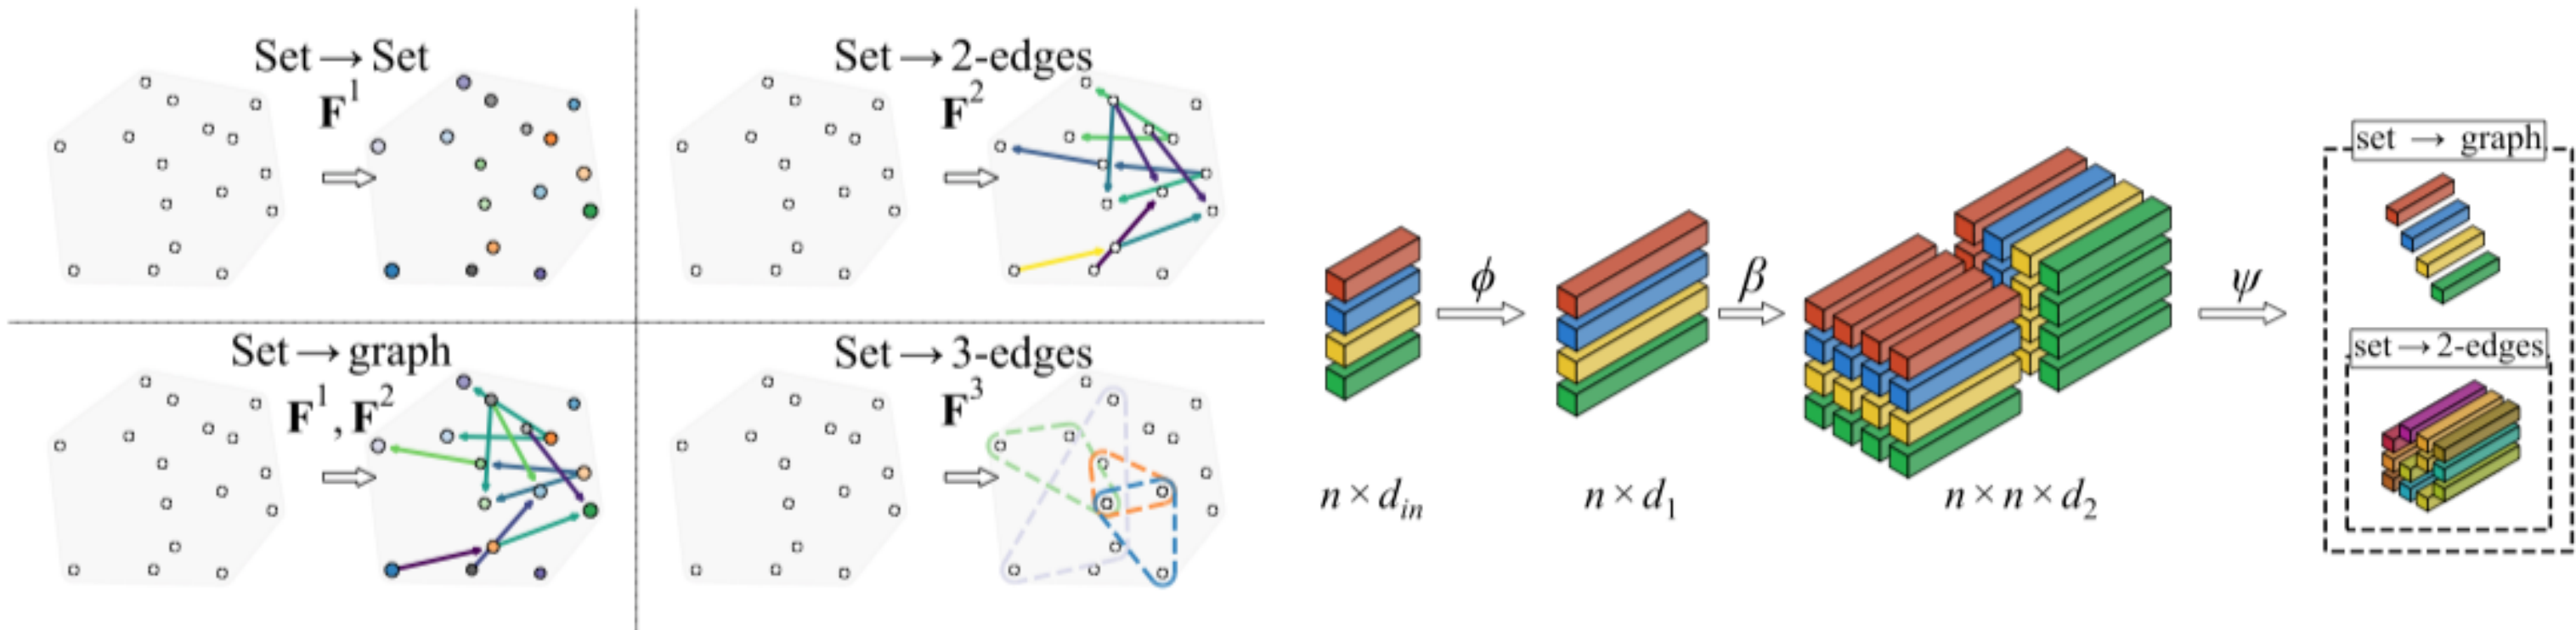 Set → Set
F¹
Set → 2-edges
F²
Set → graph
F¹, F²
Set → 3-edges
F³
ϕ
β
ψ
n × d_in
n × d₁
n × n × d₂
set → graph
set → 2-edges